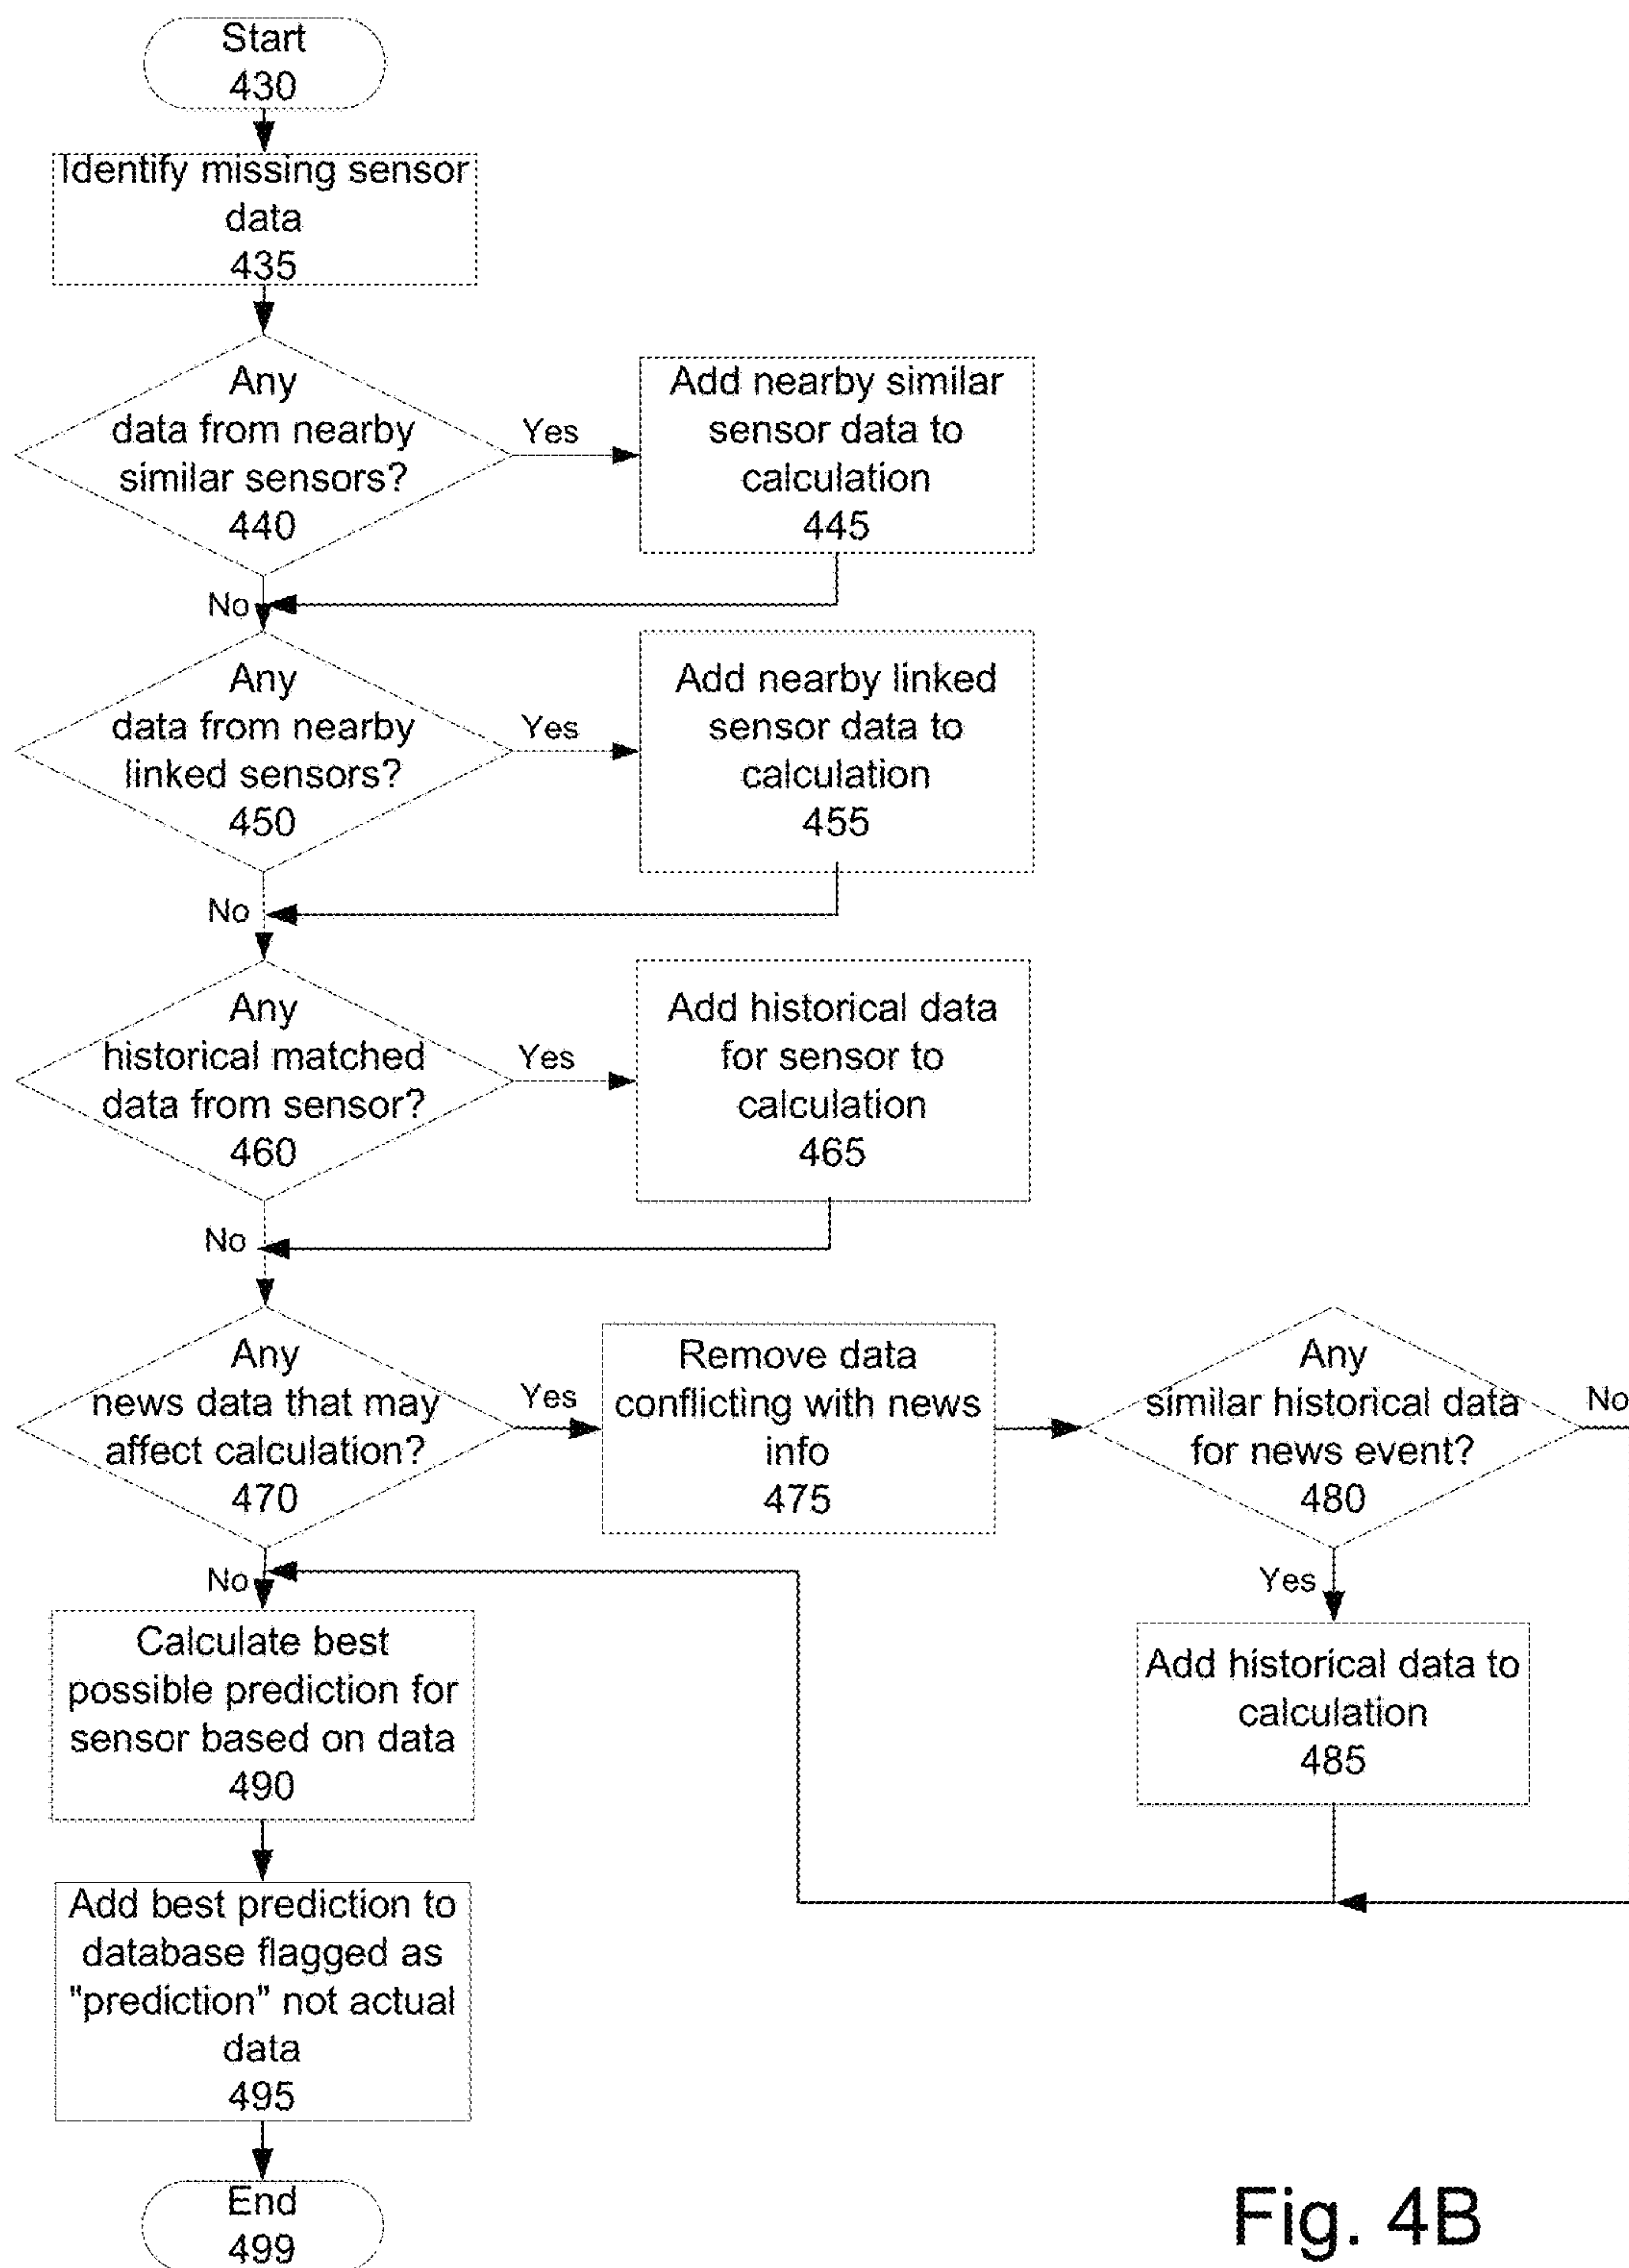 Start
430
Identify missing sensor
data
435
Any
data from nearby
similar sensors?
440
Yes
Add nearby similar
sensor data to
calculation
445
No
Any
data from nearby
linked sensors?
450
Yes
Add nearby linked
sensor data to
calculation
455
No
Any
historical matched
data from sensor?
460
Yes
Add historical data
for sensor to
calculation
465
No
Any
news data that may
affect calculation?
470
Yes
Remove data
conflicting with news
info
475
Any
similar historical data
for news event?
480
No
Yes
Add historical data to
calculation
485
No
Calculate best
possible prediction for
sensor based on data
490
Add best prediction to
database flagged as
"prediction" not actual
data
495
End
499
Fig. 4B